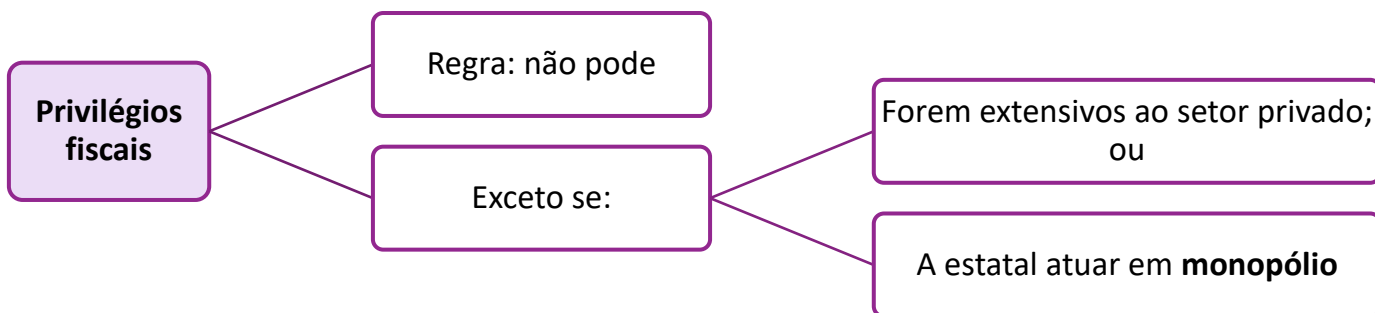 Privilégios
fiscais
Regra: não pode
Exceto se:
Forem extensivos ao setor privado;
ou
A estatal atuar em monopólio